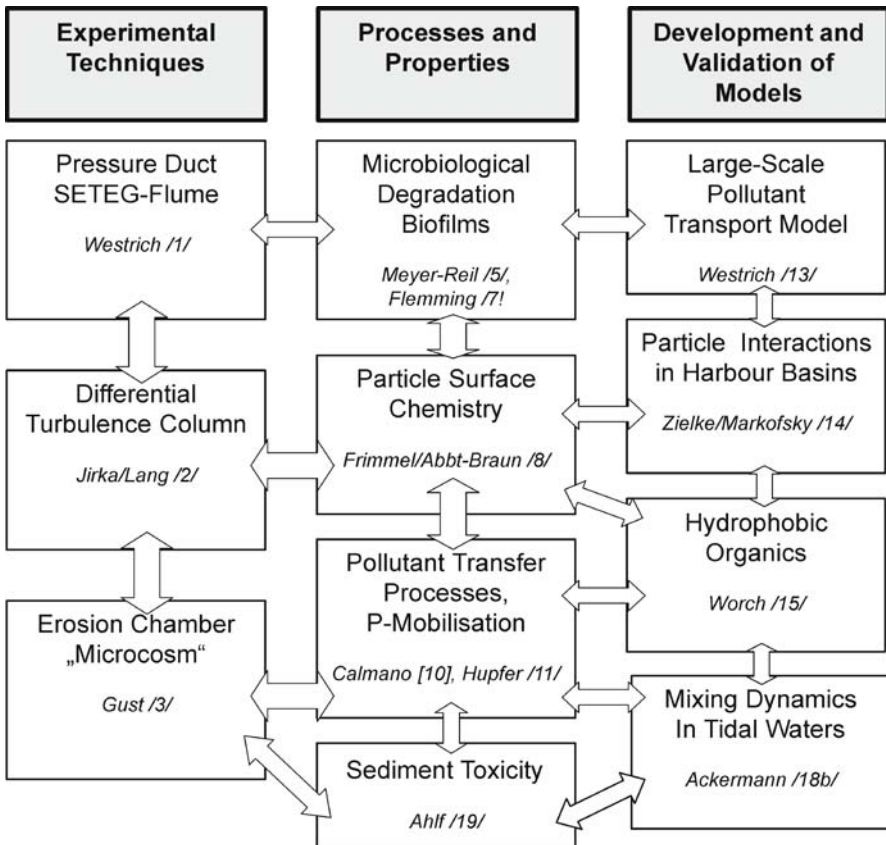 Experimental
Techniques
Processes and
Properties
Development and
Validation of
Models
Pressure Duct
SETEG-Flume
Westrich /1/
Differential
Turbulence Column
Jirka/Lang /2/
Erosion Chamber
„Microcosm“
Gust /3/
Microbiological
Degradation
Biofilms
Meyer-Reil /5/,
Flemming /7!
Particle Surface
Chemistry
Frimmel/Abbt-Braun /8/
Pollutant Transfer
Processes,
P-Mobilisation
Calmano [10], Hupfer /11/
Sediment Toxicity
Ahlf /19/
Large-Scale
Pollutant
Transport Model
Westrich /13/
Particle Interactions
in Harbour Basins
Zielke/Markofsky /14/
Hydrophobic
Organics
Worch /15/
Mixing Dynamics
In Tidal Waters
Ackermann /18b/